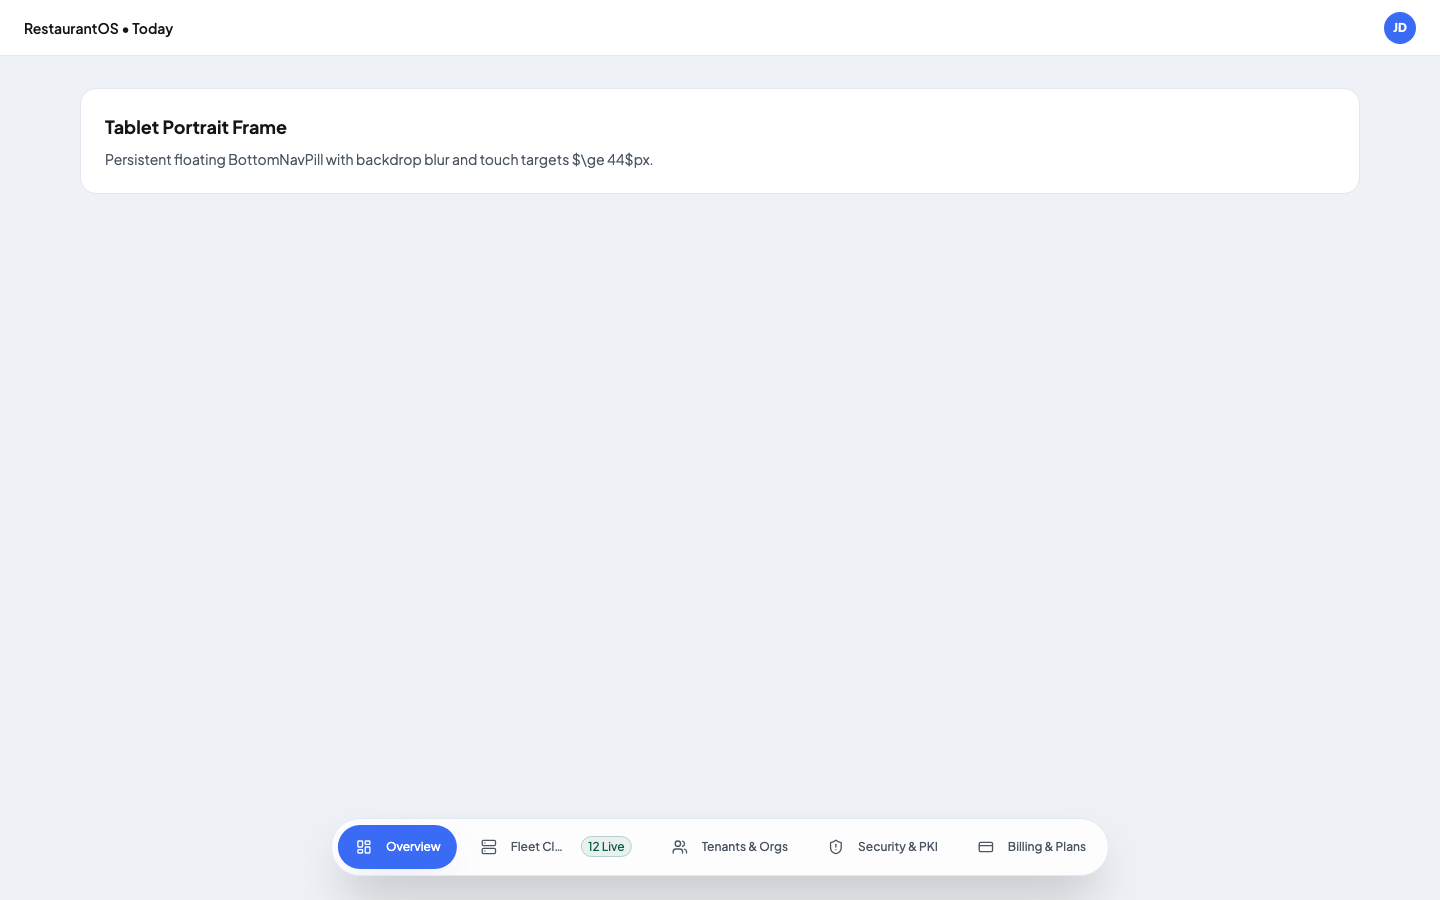 RestaurantOS • Today
JD
Tablet Portrait Frame
Persistent floating BottomNavPill with backdrop blur and touch targets $\ge 44$px.
Overview
Fleet Cl...
12 Live
Tenants & Orgs
Security & PKI
Billing & Plans